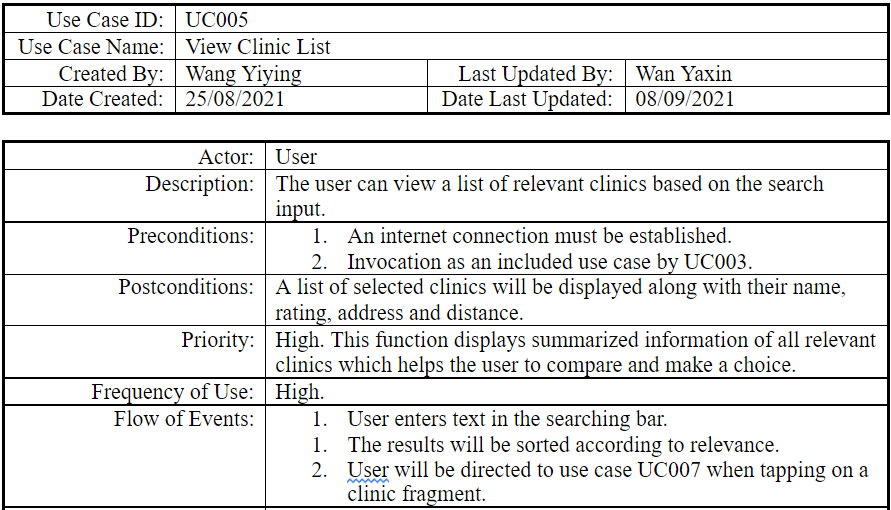 Use Case ID: UC005
Use Case Name: View Clinic List
Created By: Wang Yiying Last Updated By: Wan Yaxin
Date Created: 25/08/2021 Date Last Updated: 08/09/2021
Actor: User
Description: The user can view a list of relevant clinics based on the search
input.
Preconditions: 1. An internet connection must be established.
2. Invocation as an included use case by UC003.
Postconditions: A list of selected clinics will be displayed along with their name,
rating, address and distance.
Priority: High. This function displays summarized information of all relevant
clinics which helps the user to compare and make a choice.
Frequency of Use: High.
Flow of Events: 1. User enters text in the searching bar.
1. The results will be sorted according to relevance.
2. User will be directed to use case UC007 when tapping on a
clinic fragment.